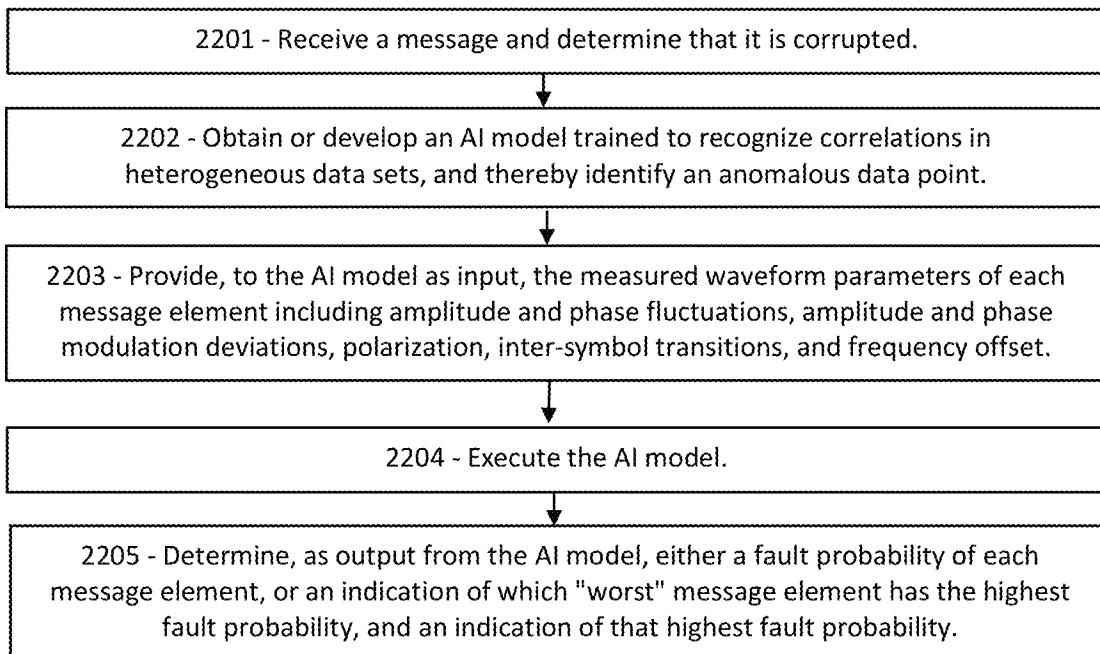 2201 - Receive a message and determine that it is corrupted.
2202 - Obtain or develop an AI model trained to recognize correlations in
heterogeneous data sets, and thereby identify an anomalous data point.
2203 - Provide, to the AI model as input, the measured waveform parameters of each
message element including amplitude and phase fluctuations, amplitude and phase
modulation deviations, polarization, inter-symbol transitions, and frequency offset.
2204 - Execute the AI model.
2205 - Determine, as output from the AI model, either a fault probability of each
message element, or an indication of which "worst" message element has the highest
fault probability, and an indication of that highest fault probability.